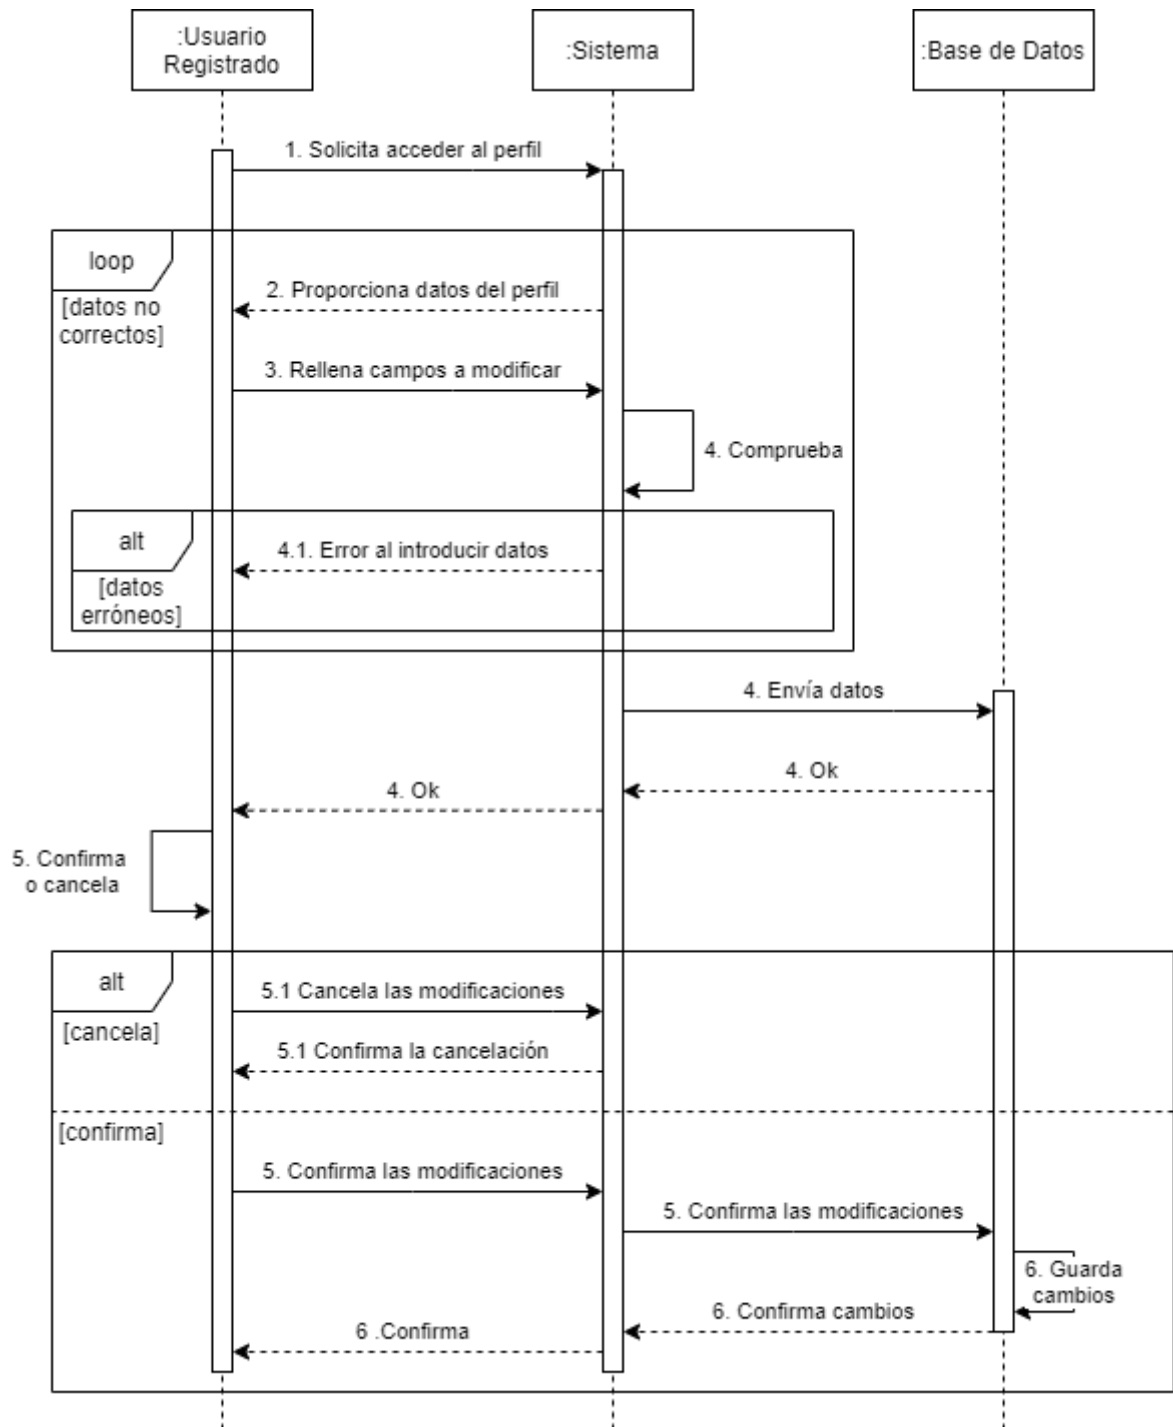 :Usuario
Registrado
:Sistema
:Base de Datos
1. Solicita acceder al perfil
loop
[datos no
correctos]
2. Proporciona datos del perfil
3. Rellena campos a modificar
4. Comprueba
alt
[datos
erróneos]
4.1. Error al introducir datos
4. Envía datos
4. Ok
4. Ok
5. Confirma
o cancela
alt
[cancela]
5.1 Cancela las modificaciones
5.1 Confirma la cancelación
[confirma]
5. Confirma las modificaciones
5. Confirma las modificaciones
6. Guarda
cambios
6. Confirma cambios
6 .Confirma